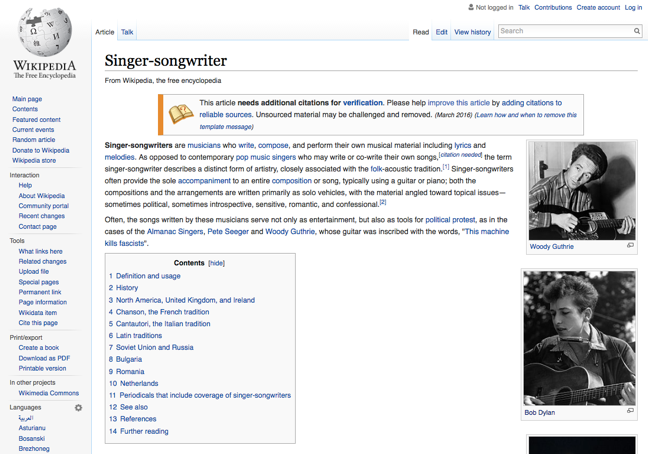 Not logged in Talk Contributions Create account Log in
Article Talk
Read Edit View history Search
WIKIPEDIA
The Free Encyclopedia
Main page
Contents
Featured content
Current events
Random article
Donate to Wikipedia
Wikipedia store
Interaction
Help
About Wikipedia
Community portal
Recent changes
Contact page
Tools
What links here
Related changes
Upload file
Special pages
Permanent link
Page information
Wikidata item
Cite this page
Print/export
Create a book
Download as PDF
Printable version
In other projects
Wikimedia Commons
Languages
العربية
Asturianu
Bosanski
Brezhoneg
Singer-songwriter
From Wikipedia, the free encyclopedia
This article needs additional citations for verification. Please help improve this article by adding citations to
reliable sources. Unsourced material may be challenged and removed. (March 2016) (Learn how and when to remove this
template message)
Singer-songwriters are musicians who write, compose, and perform their own musical material including lyrics and
melodies. As opposed to contemporary pop music singers who may write or co-write their own songs,[citation needed] the term
singer-songwriter describes a distinct form of artistry, closely associated with the folk-acoustic tradition.[1] Singer-songwriters
often provide the sole accompaniment to an entire composition or song, typically using a guitar or piano; both the
compositions and the arrangements are written primarily as solo vehicles, with the material angled toward topical issues—
sometimes political, sometimes introspective, sensitive, romantic, and confessional.[2]
Often, the songs written by these musicians serve not only as entertainment, but also as tools for political protest, as in the
cases of the Almanac Singers, Pete Seeger and Woody Guthrie, whose guitar was inscribed with the words, "This machine
kills fascists".
Contents [hide]
1 Definition and usage
2 History
3 North America, United Kingdom, and Ireland
4 Chanson, the French tradition
5 Cantautori, the Italian tradition
6 Latin traditions
7 Soviet Union and Russia
8 Bulgaria
9 Romania
10 Netherlands
11 Periodicals that include coverage of singer-songwriters
12 See also
13 References
14 Further reading
Woody Guthrie
Bob Dylan